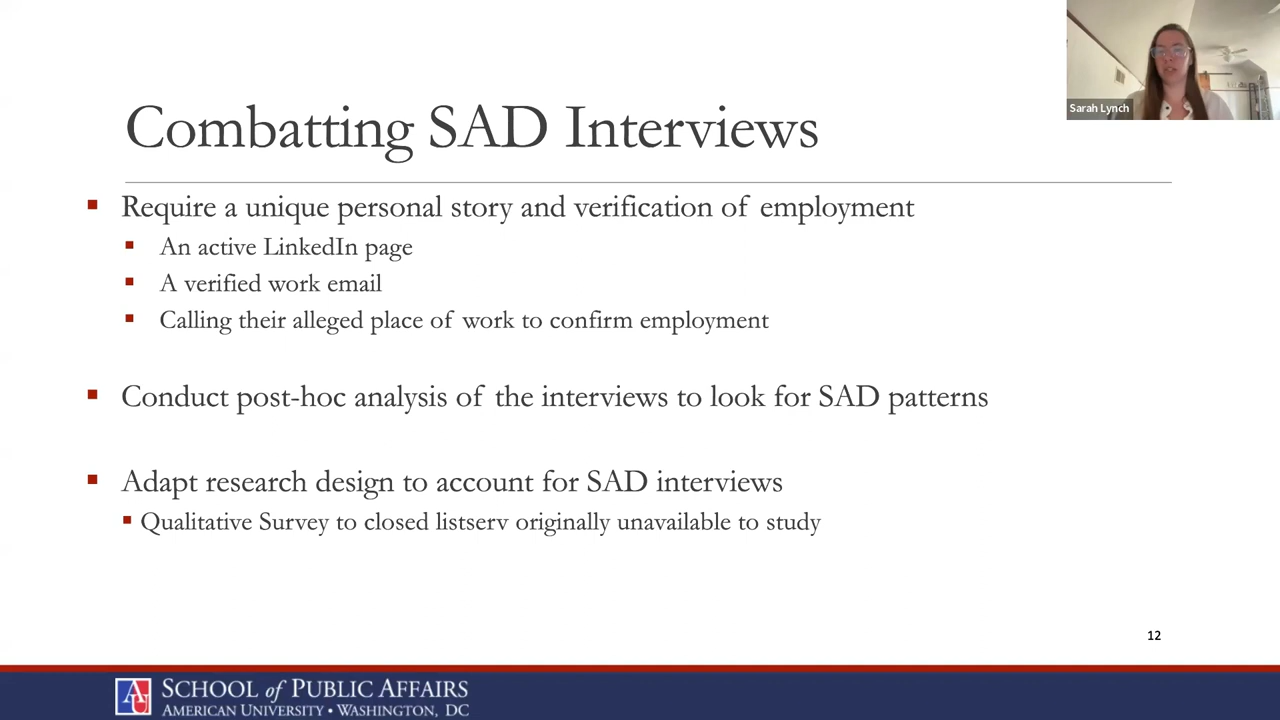 Sarah Lynch
Combatting SAD Interviews
Require a unique personal story and verification of employment
An active LinkedIn page
A verified work email
Calling their alleged place of work to confirm employment
Conduct post-hoc analysis of the interviews to look for SAD patterns
Adapt research design to account for SAD interviews
Qualitative Survey to closed listserv originally unavailable to study
12
AU
SCHOOL of PUBLIC AFFAIRS
AMERICAN UNIVERSITY • WASHINGTON, DC